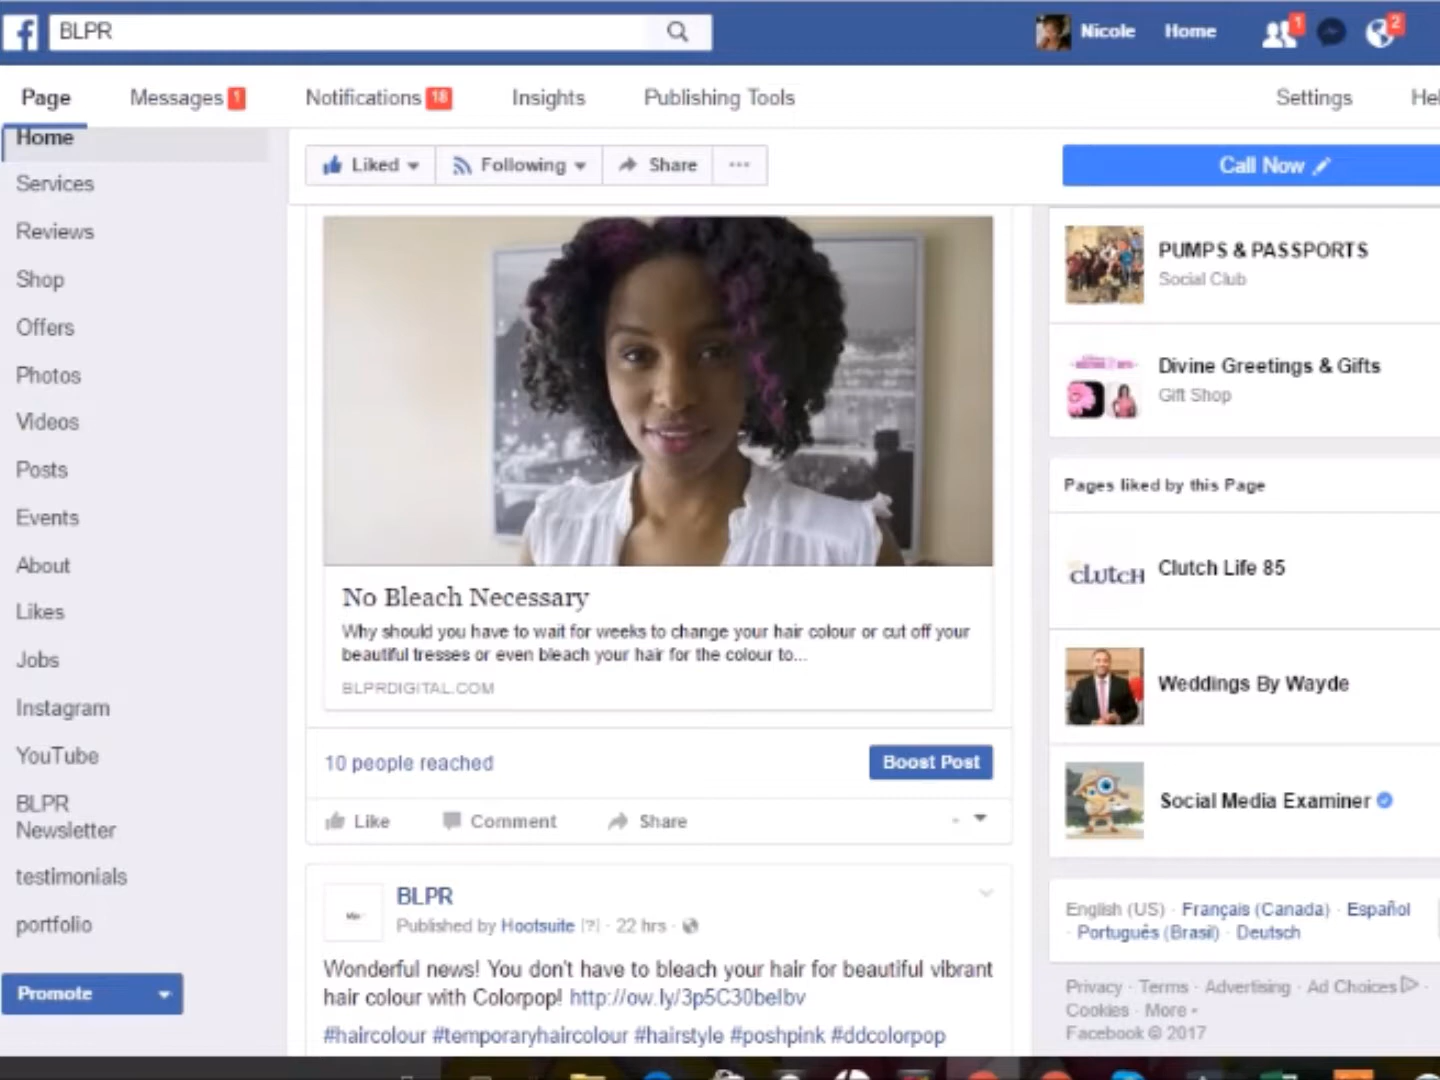 BLPR
Nicole
Home
1
2
Page
Messages 1
Notifications 18
Insights
Publishing Tools
Settings
Hel
Home
Services
Reviews
Shop
Offers
Photos
Videos
Posts
Events
About
Likes
Jobs
Instagram
YouTube
BLPR
Newsletter
testimonials
portfolio
Promote
Liked
Following
Share
Call Now
No Bleach Necessary
Why should you have to wait for weeks to change your hair colour or cut off your
beautiful tresses or even bleach your hair for the colour to...
BLPRDIGITAL.COM
10 people reached
Boost Post
Like
Comment
Share
BLPR
Published by Hootsuite [?] · 22 hrs ·
Wonderful news! You don't have to bleach your hair for beautiful vibrant
hair colour with Colorpop! http://ow.ly/3p5C30belbv
#haircolour #temporaryhaircolour #hairstyle #poshpink #ddcolorpop
PUMPS & PASSPORTS
Social Club
Divine Greetings & Gifts
Gift Shop
Pages liked by this Page
CLUTCH
Clutch Life 85
Weddings By Wayde
Social Media Examiner
English (US) · Français (Canada) · Español
· Português (Brasil) · Deutsch
Privacy · Terms · Advertising · Ad Choices ·
Cookies · More
Facebook © 2017